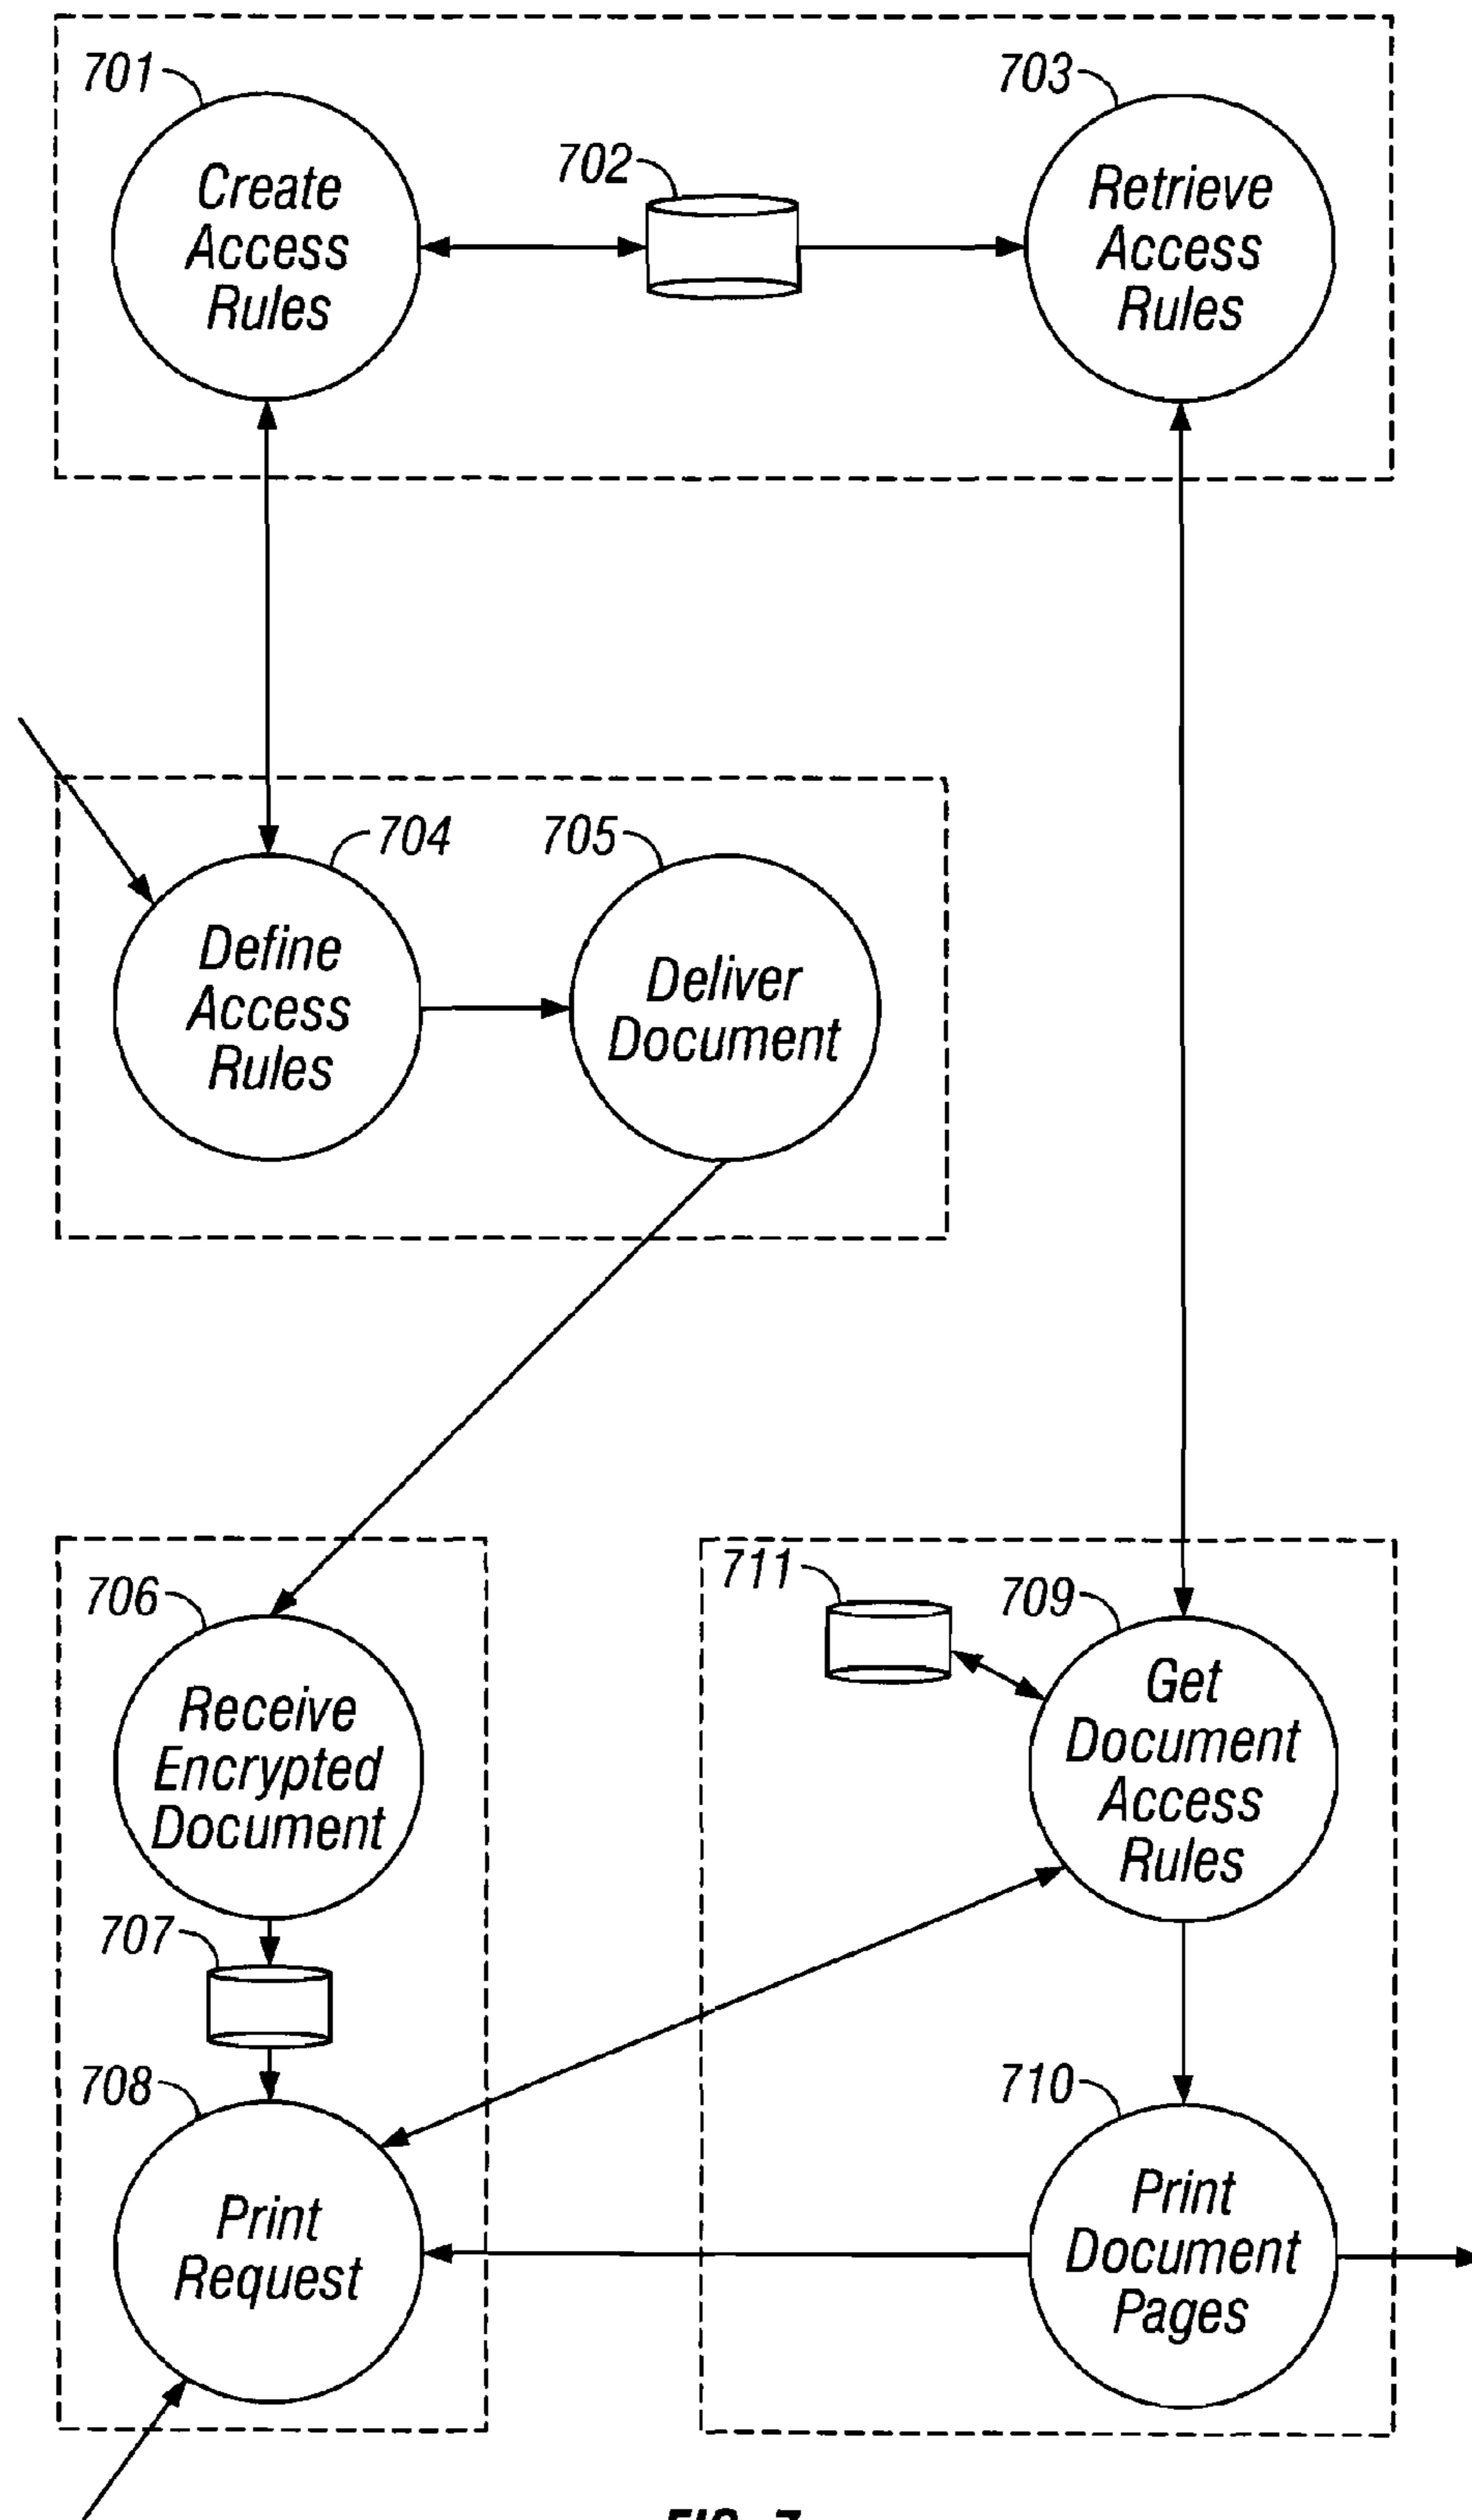 701
Create
Access
Rules
702
703
Retrieve
Access
Rules
704
Define
Access
Rules
705
Deliver
Document
706
Receive
Encrypted
Document
707
708
Print
Request
711
709
Get
Document
Access
Rules
710
Print
Document
Pages